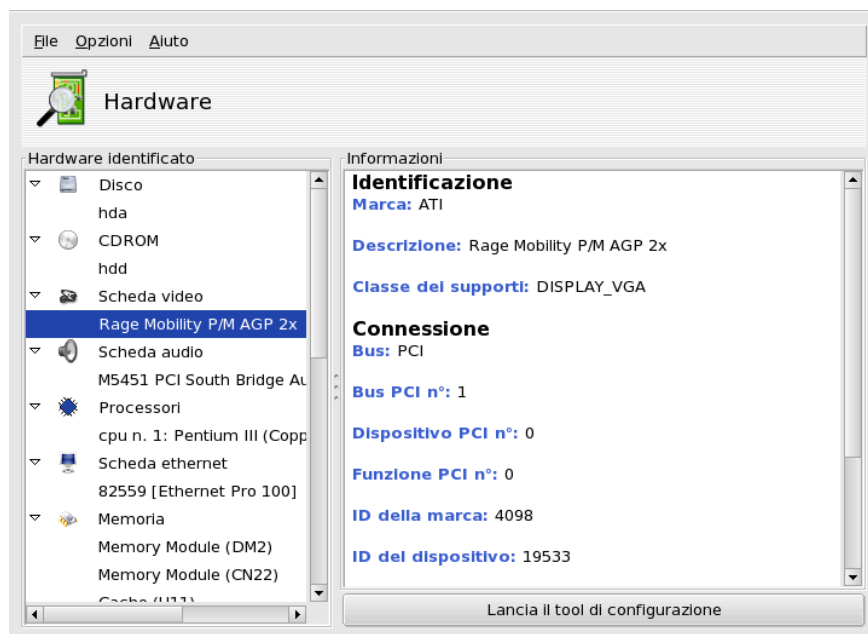 File Opzioni Aiuto
Hardware
Hardware identificato
Disco
hda
CDROM
hdd
Scheda video
Rage Mobility P/M AGP 2x
Scheda audio
M5451 PCI South Bridge Au
Processori
cpu n. 1: Pentium III (Copp
Scheda ethernet
82559 [Ethernet Pro 100]
Memoria
Memory Module (DM2)
Memory Module (CN22)
Cache (U11)
Informazioni
Identificazione
Marca: ATI
Descrizione: Rage Mobility P/M AGP 2x
Classe dei supporti: DISPLAY_VGA
Connessione
Bus: PCI
Bus PCI n°: 1
Dispositivo PCI n°: 0
Funzione PCI n°: 0
ID della marca: 4098
ID del dispositivo: 19533
Lancia il tool di configurazione